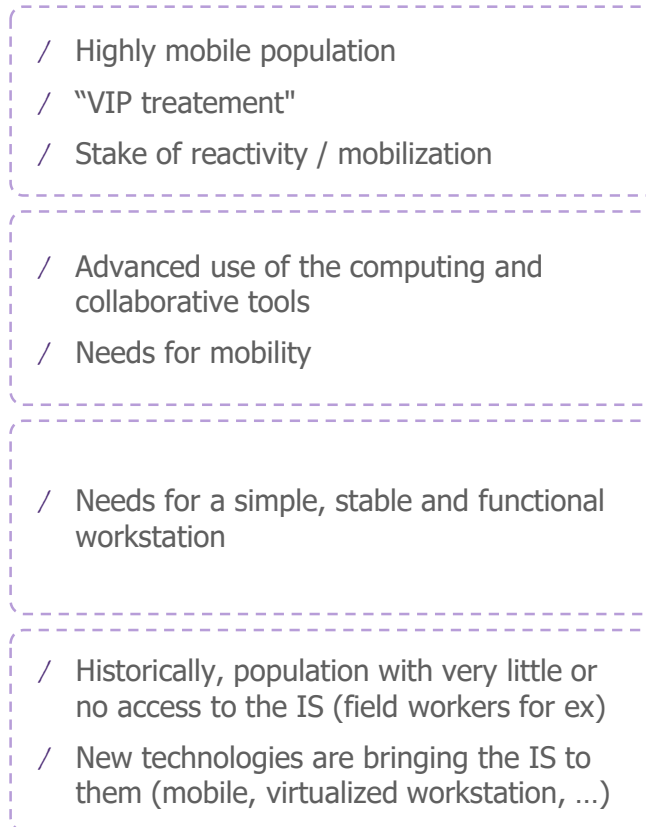 / Highly mobile population
/ “VIP treatement"
/ Stake of reactivity / mobilization
/ Advanced use of the computing and
collaborative tools
/ Needs for mobility
/ Needs for a simple, stable and functional
workstation
/ Historically, population with very little or
no access to the IS (field workers for ex)
/ New technologies are bringing the IS to
them (mobile, virtualized workstation, …)